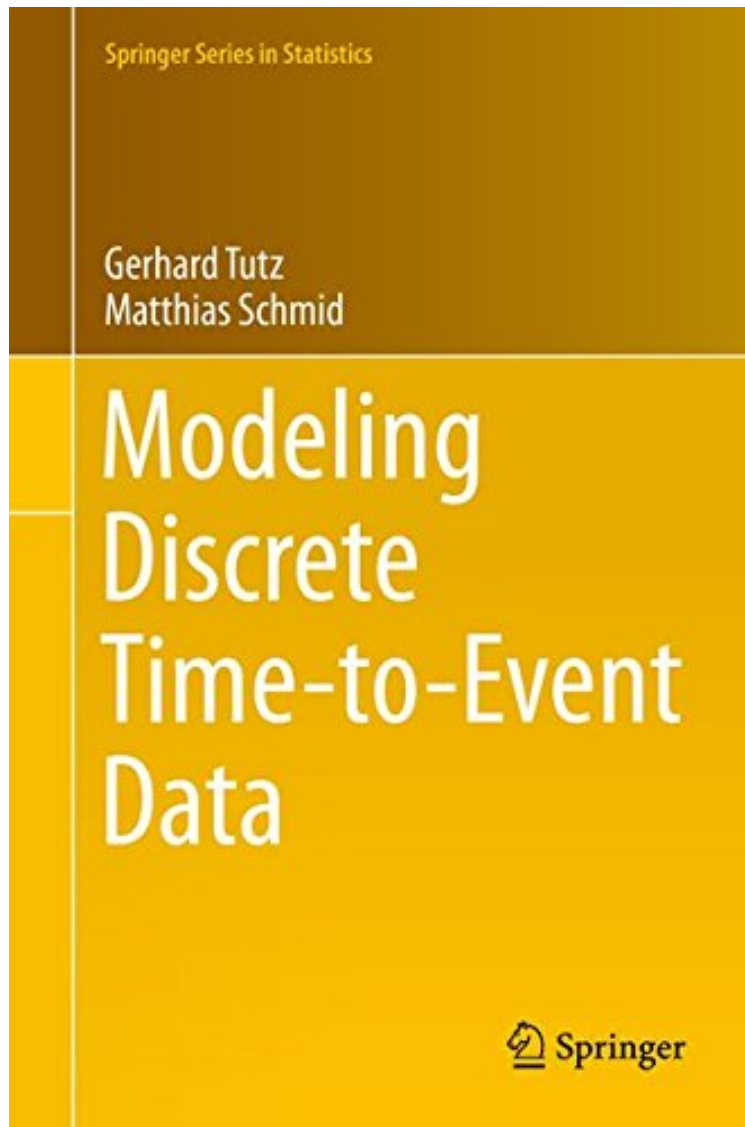 Springer Series in Statistics
Gerhard Tutz
Matthias Schmid
Modeling
Discrete
Time-to-Event
Data
Springer